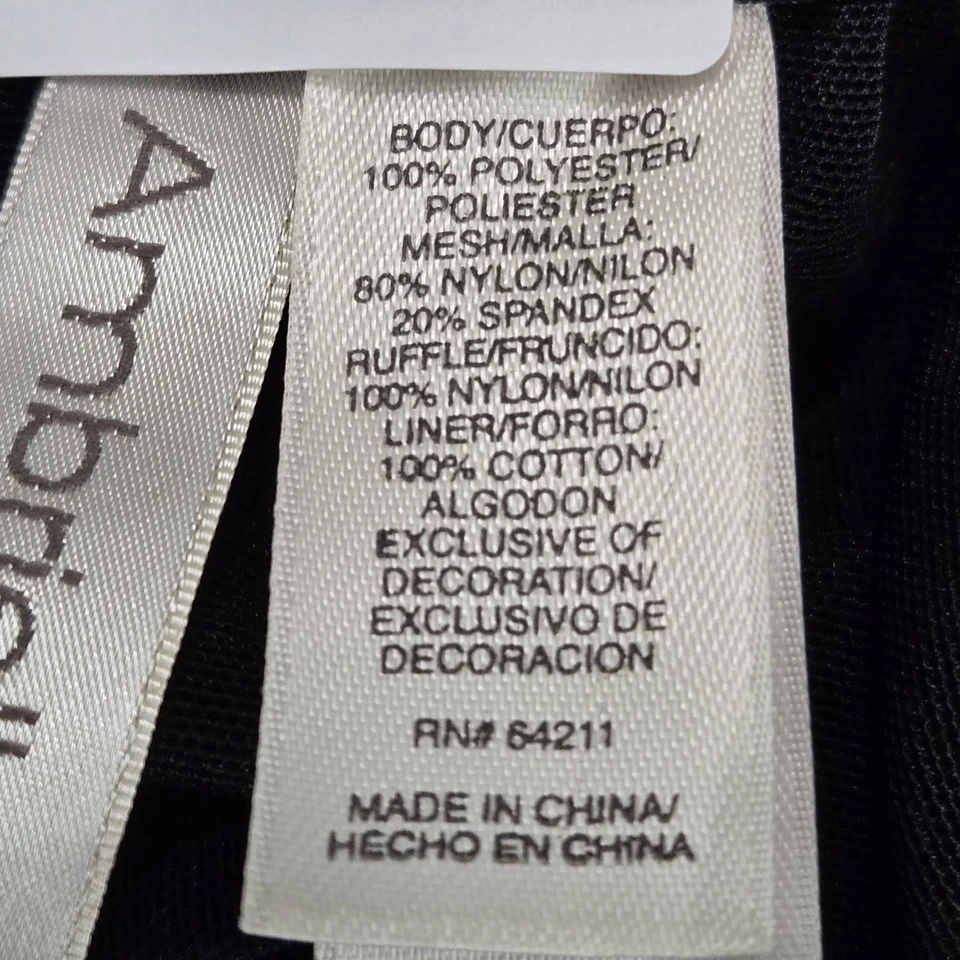 BODY/CUERPO:
100% POLYESTER/
POLIESTER
MESH/MALLA:
80% NYLON/NILON
20% SPANDEX
RUFFLE/FRUNCIDO:
100% NYLON/NILON
LINER/FORRO:
100% COTTON/
ALGODON
EXCLUSIVE OF
DECORATION/
EXCLUSIVO DE
DECORACION
RN# 64211
MADE IN CHINA/
HECHO EN CHINA